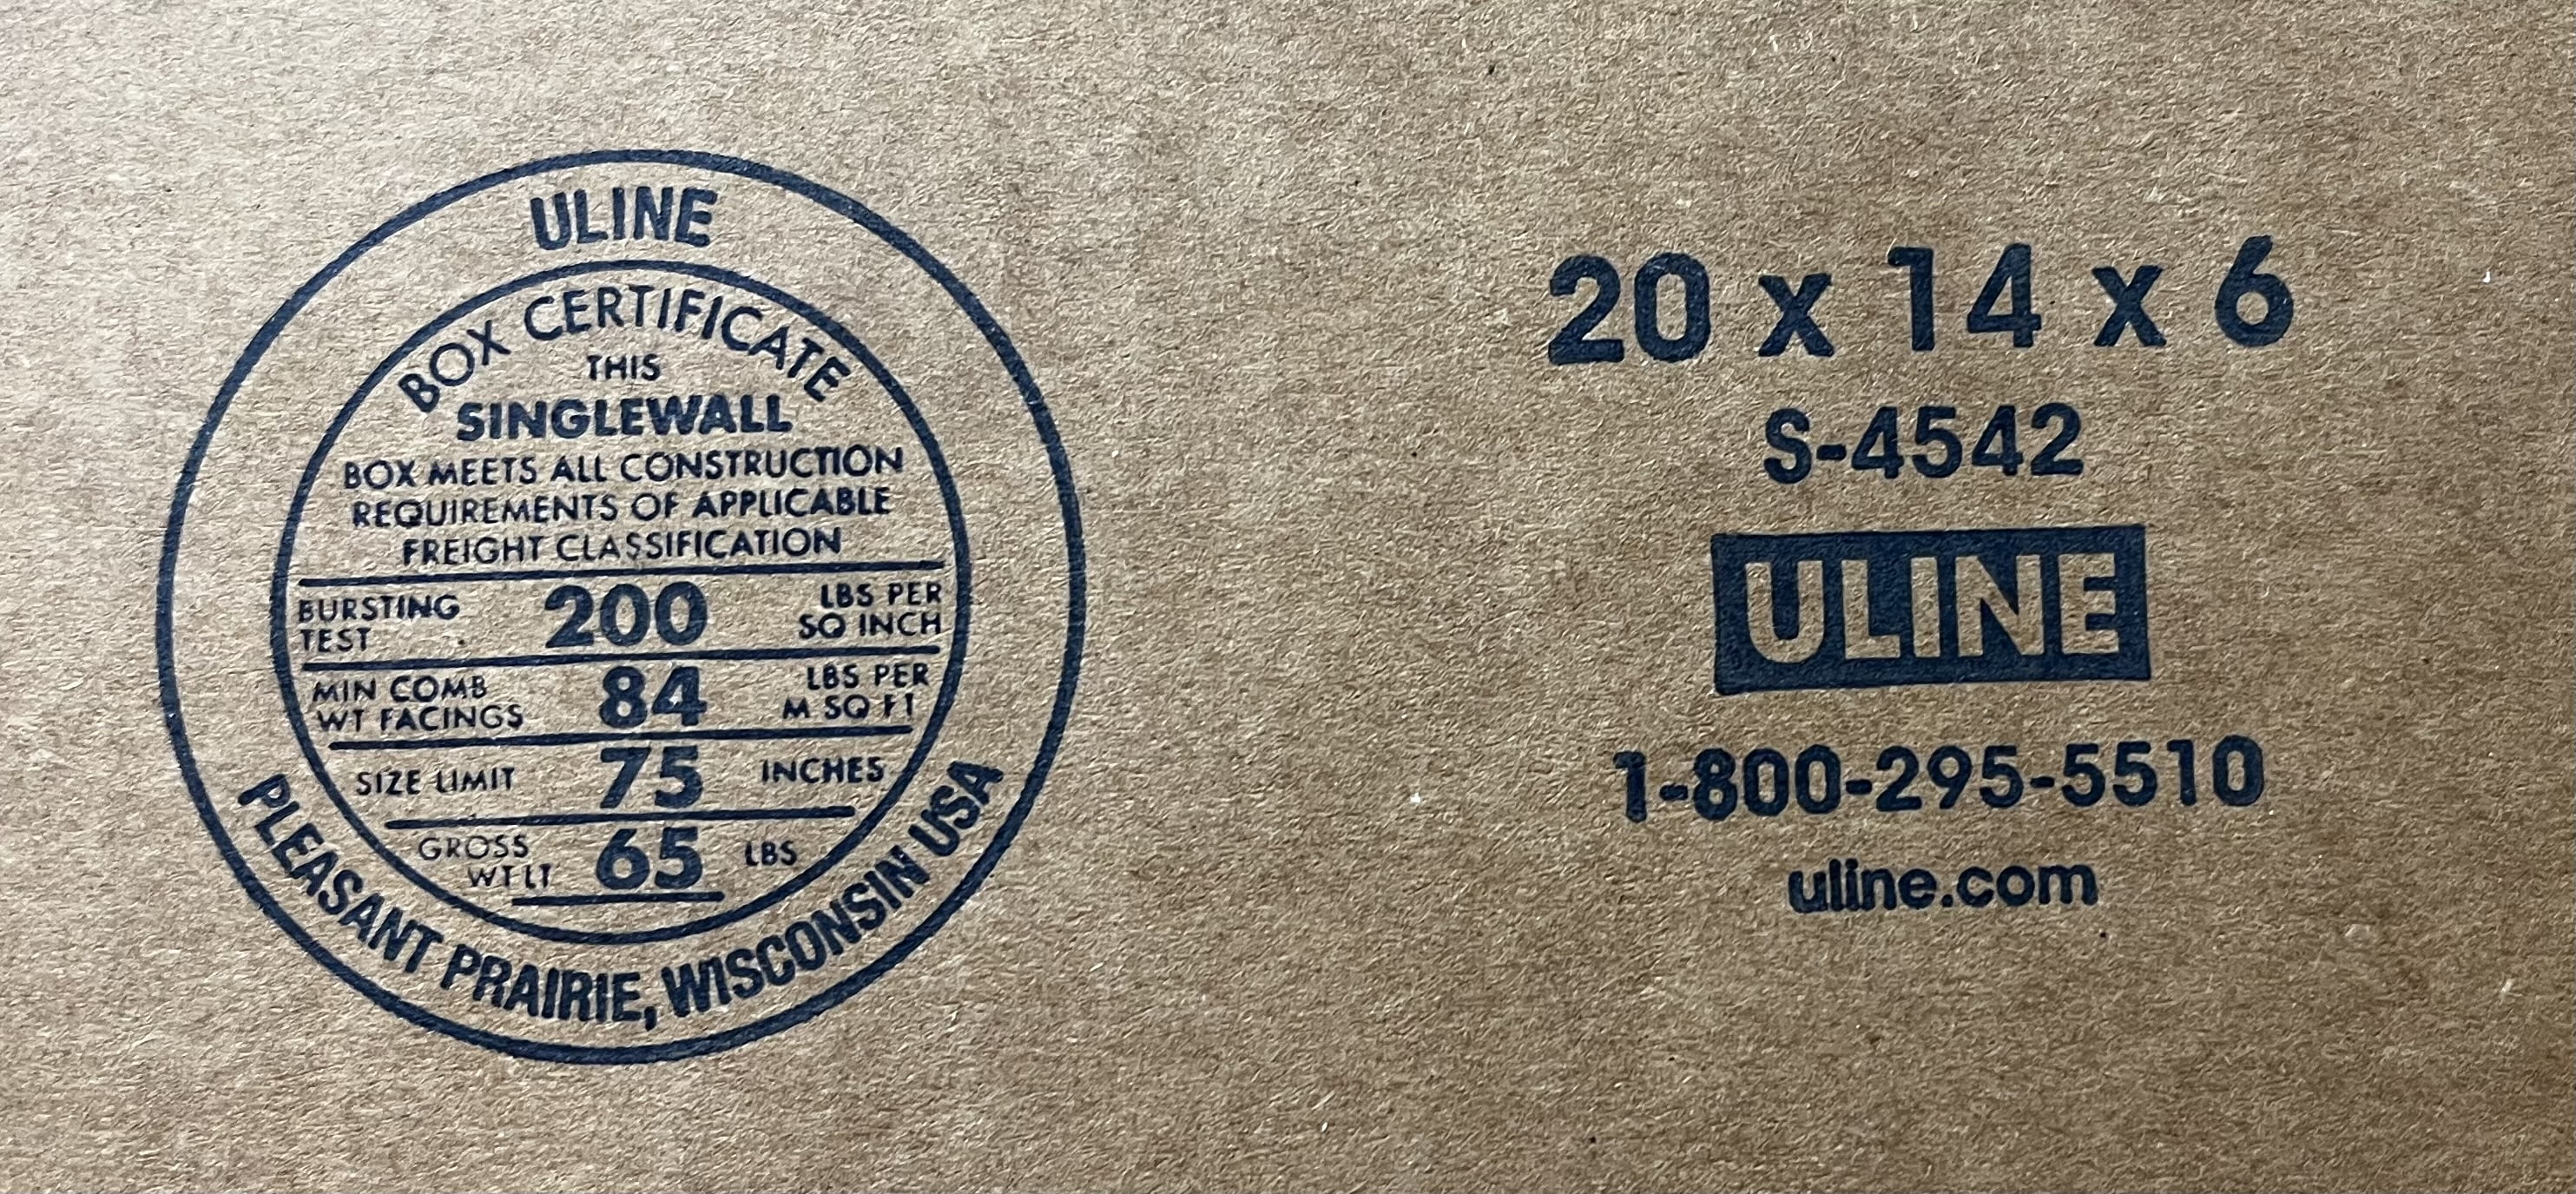 ULINE
BOX CERTIFICATE
THIS
SINGLEWALL
BOX MEETS ALL CONSTRUCTION
REQUIREMENTS OF APPLICABLE
FREIGHT CLASSIFICATION
BURSTING TEST 200 LBS PER SQ INCH
MIN COMB WT FACINGS 84 LBS PER M SQ FT
SIZE LIMIT 75 INCHES
GROSS WT LT 65 LBS
PLEASANT PRAIRIE, WISCONSIN USA
20 x 14 x 6
S-4542
ULINE
1-800-295-5510
uline.com